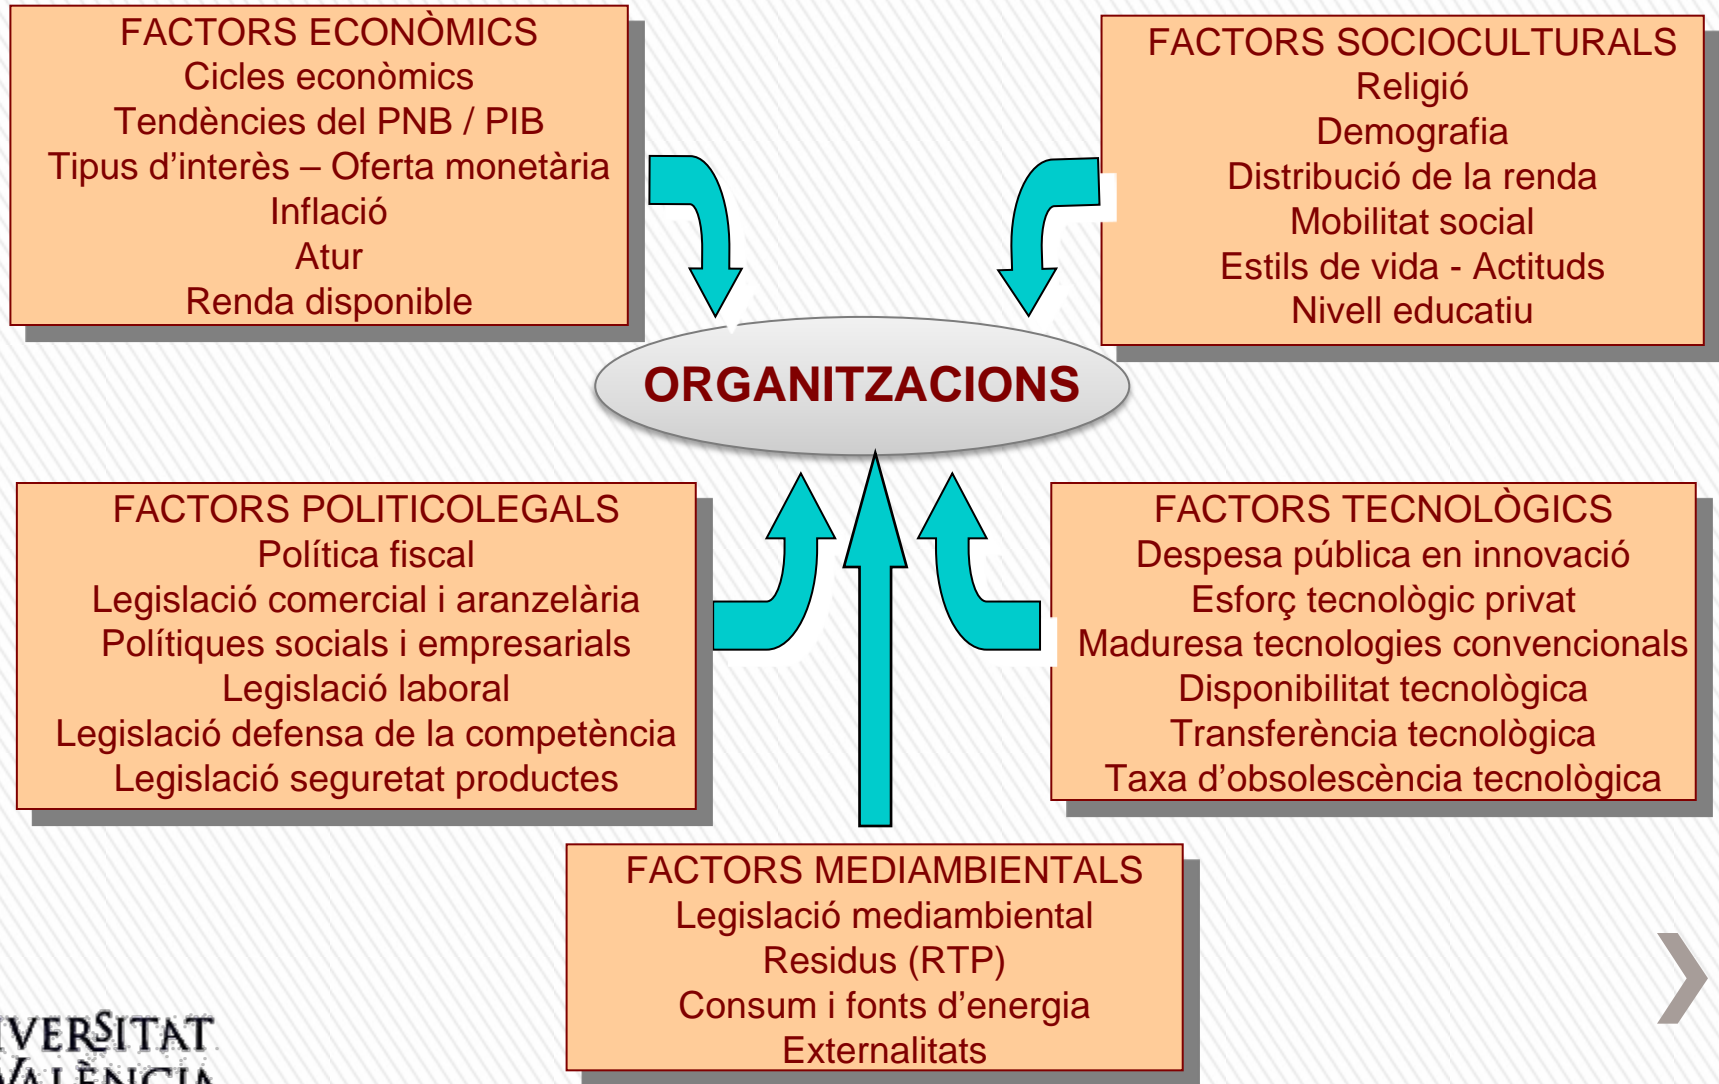 FACTORS ECONÒMICS
Cicles econòmics
Tendències del PNB / PIB
Tipus d’interès – Oferta monetària
Inflació
Atur
Renda disponible
FACTORS SOCIOCULTURALS
Religió
Demografia
Distribució de la renda
Mobilitat social
Estils de vida - Actituds
Nivell educatiu
ORGANITZACIONS
FACTORS POLITICOLEGALS
Política fiscal
Legislació comercial i aranzelària
Polítiques socials i empresarials
Legislació laboral
Legislació defensa de la competència
Legislació seguretat productes
FACTORS TECNOLÒGICS
Despesa pública en innovació
Esforç tecnològic privat
Maduresa tecnologies convencionals
Disponibilitat tecnològica
Transferència tecnològica
Taxa d’obsolescència tecnològica
FACTORS MEDIAMBIENTALS
Legislació mediambiental
Residus (RTP)
Consum i fonts d’energia
Externalitats
IVERSITAT
VALÈNCIA